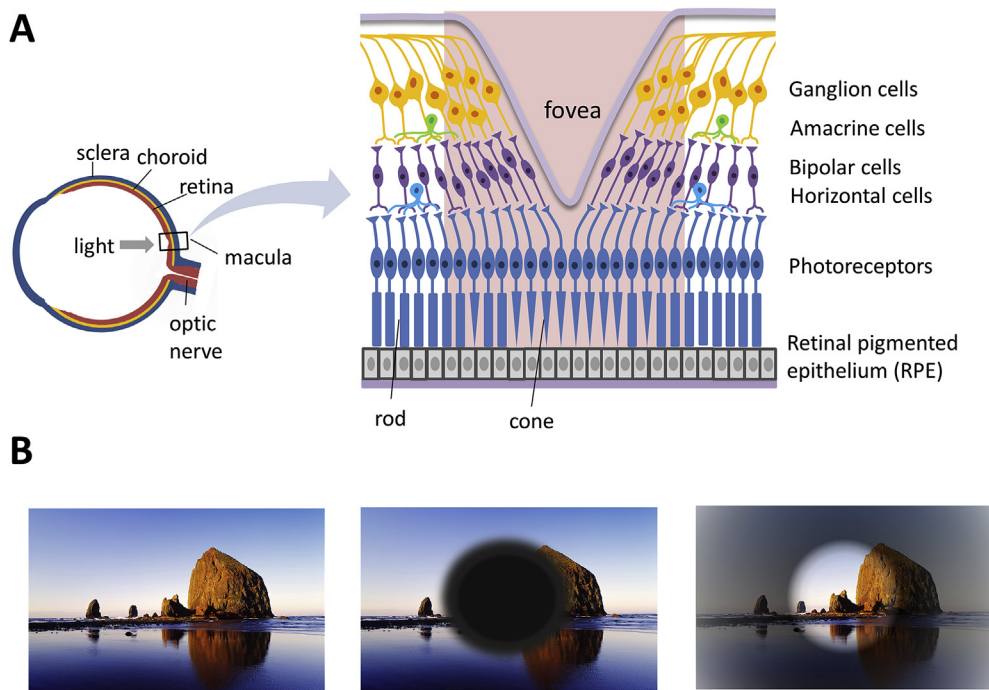 A
sclera
choroid
retina
light
macula
optic
nerve
fovea
Ganglion cells
Amacrine cells
Bipolar cells
Horizontal cells
Photoreceptors
Retinal pigmented
epithelium (RPE)
rod
cone
B